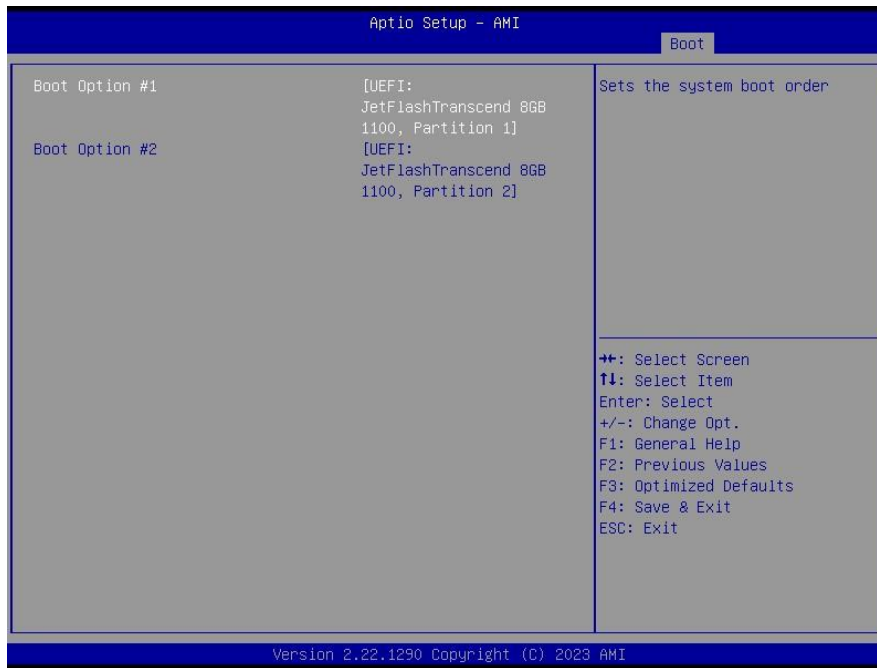 Aptio Setup - AMI
Boot
Boot Option #1 [UEFI:
JetFlashTranscend 8GB
1100, Partition 1]
Boot Option #2 [UEFI:
JetFlashTranscend 8GB
1100, Partition 2]
Sets the system boot order
→←: Select Screen
↑↓: Select Item
Enter: Select
+/-: Change Opt.
F1: General Help
F2: Previous Values
F3: Optimized Defaults
F4: Save & Exit
ESC: Exit
Version 2.22.1290 Copyright (C) 2023 AMI